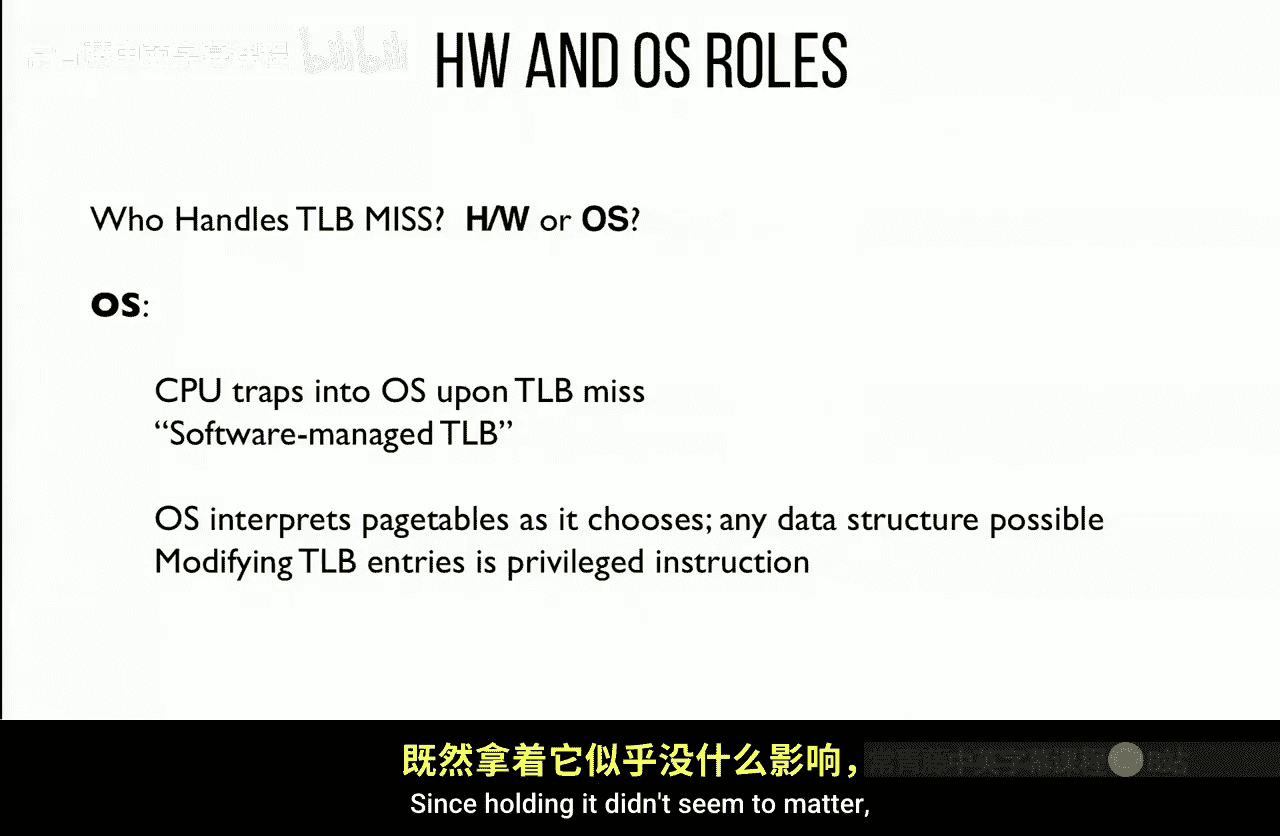 HW AND OS ROLES
Who Handles TLB MISS? H/W or OS?
OS:
CPU traps into OS upon TLB miss
“Software-managed TLB”
OS interprets pagetables as it chooses; any data structure possible
Modifying TLB entries is privileged instruction
既然拿着它似乎没什么影响，
Since holding it didn't seem to matter,